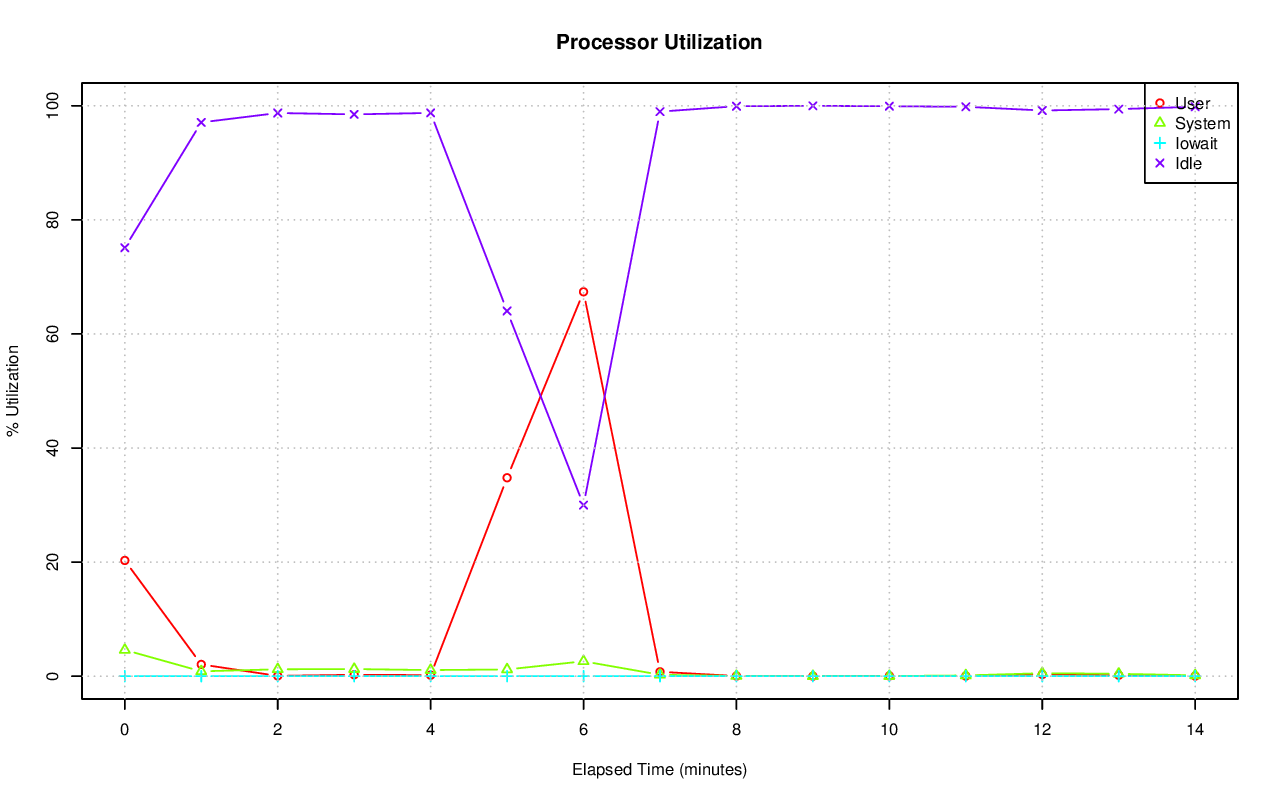 Processor Utilization
100
80
60
40
20
0
% Utilization
User
System
Iowait
Idle
0 2 4 6 8 10 12 14
Elapsed Time (minutes)